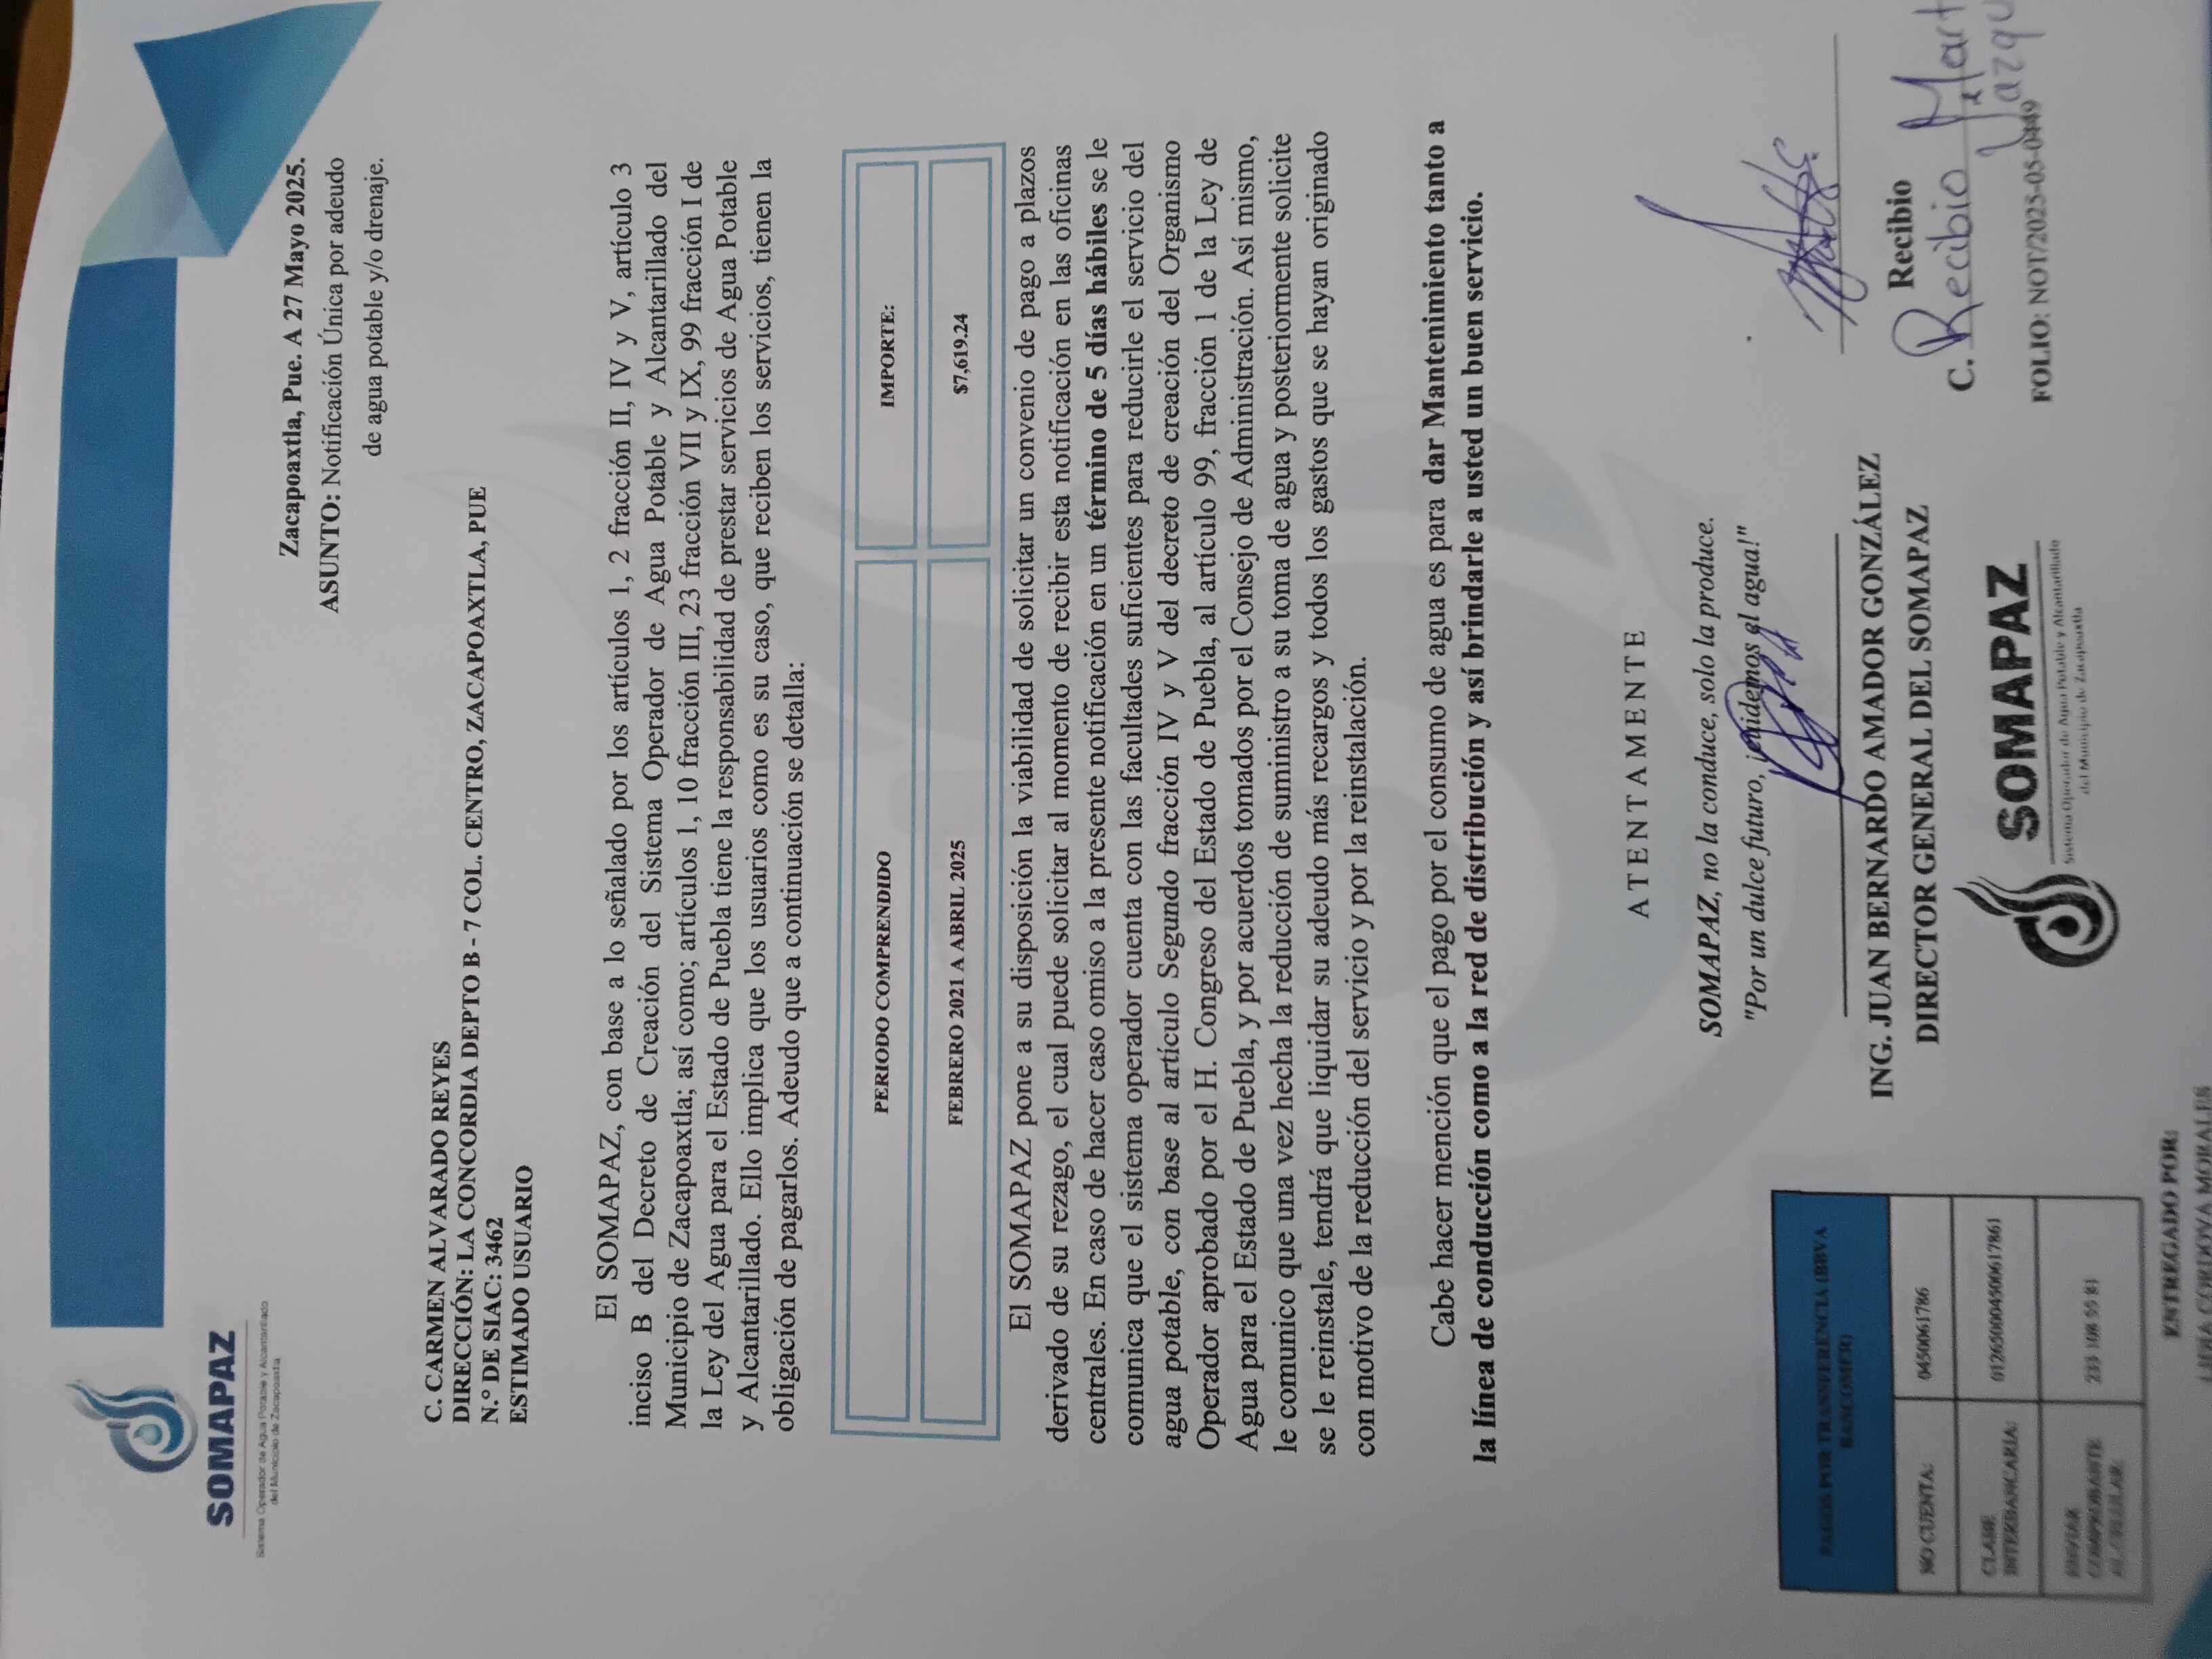 SOMAPAZ
Sistema Operador de Agua Potable y Alcantarillado
del Municipio de Zacapoaxtla
Zacapoaxtla, Pue. A 27 Mayo 2025.
ASUNTO: Notificación Única por adeudo
de agua potable y/o drenaje.
C. CARMEN ALVARADO REYES
DIRECCIÓN: LA CONCORDIA DEPTO B - 7 COL. CENTRO, ZACAPOAXTLA, PUE
N.º DE SIAC: 3462
ESTIMADO USUARIO
El SOMAPAZ, con base a lo señalado por los artículos 1, 2 fracción II, IV y V, artículo 3
inciso B del Decreto de Creación del Sistema Operador de Agua Potable y Alcantarillado del
Municipio de Zacapoaxtla; así como; artículos 1, 10 fracción III, 23 fracción VII y IX, 99 fracción I de
la Ley del Agua para el Estado de Puebla tiene la responsabilidad de prestar servicios de Agua Potable
y Alcantarillado. Ello implica que los usuarios como es su caso, que reciben los servicios, tienen la
obligación de pagarlos. Adeudo que a continuación se detalla:
PERIODO COMPRENDIDO IMPORTE:
FEBRERO 2021 A ABRIL 2025 $7,619.24
El SOMAPAZ pone a su disposición la viabilidad de solicitar un convenio de pago a plazos
derivado de su rezago, el cual puede solicitar al momento de recibir esta notificación en las oficinas
centrales. En caso de hacer caso omiso a la presente notificación en un término de 5 días hábiles se le
comunica que el sistema operador cuenta con las facultades suficientes para reducirle el servicio del
agua potable, con base al artículo Segundo fracción IV y V del decreto de creación del Organismo
Operador aprobado por el H. Congreso del Estado de Puebla, al artículo 99, fracción 1 de la Ley de
Agua para el Estado de Puebla, y por acuerdos tomados por el Consejo de Administración. Así mismo,
le comunico que una vez hecha la reducción de suministro a su toma de agua y posteriormente solicite
se le reinstale, tendrá que liquidar su adeudo más recargos y todos los gastos que se hayan originado
con motivo de la reducción del servicio y por la reinstalación.
Cabe hacer mención que el pago por el consumo de agua es para dar Mantenimiento tanto a
la línea de conducción como a la red de distribución y así brindarle a usted un buen servicio.
ATENTAMENTE
SOMAPAZ, no la conduce, solo la produce.
"Por un dulce futuro, ¡cuidemos el agua!"
ING. JUAN BERNARDO AMADOR GONZÁLEZ
DIRECTOR GENERAL DEL SOMAPAZ
SOMAPAZ
Sistema Operador de Agua Potable y Alcantarillado
del Municipio de Zacapoaxtla
Recibio
C. Recibio Mart
Vazqu
FOLIO: NOT/2025-05-0449
PAGOS POR TRANSFERENCIA (BBVA
BANCOMER)
NO CUENTA: 0450061786
CLABE
INTERBANCARIA: 012650004500617861
ENVIAR
COMPROBANTE
AL CELULAR: 233 108 55 81
ENTREGADO POR:
LIDIA CORDOVA MORALES